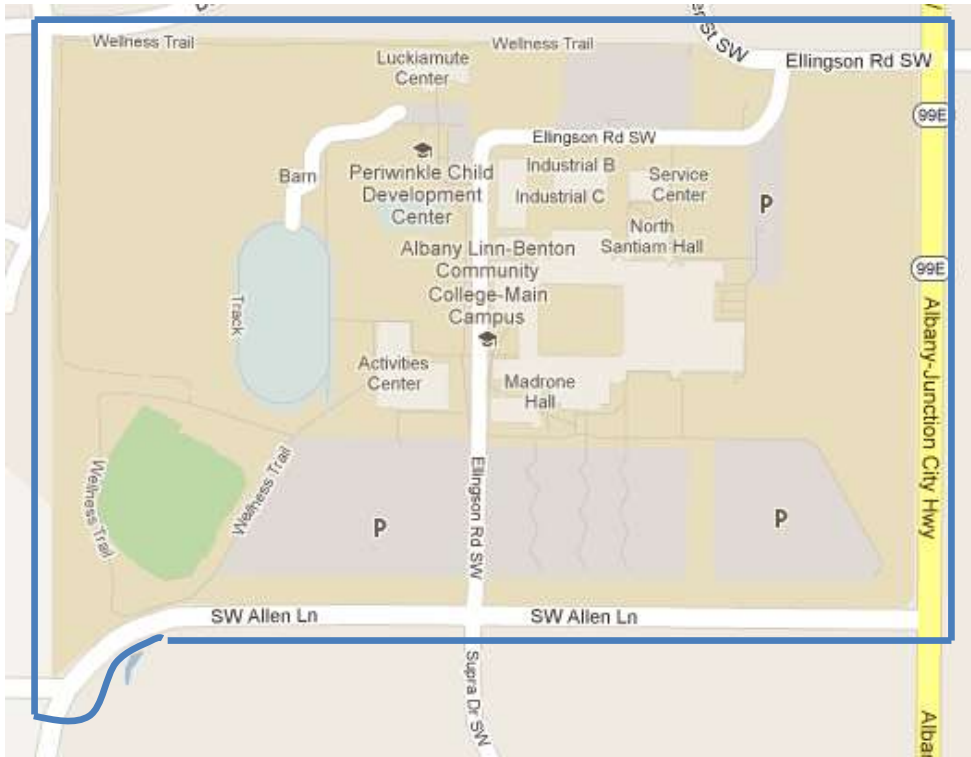 Wellness Trail
Wellness Trail
Luckiamute
Center
Ellingson Rd SW
99E
Ellingson Rd SW
Barn
Periwinkle Child
Development
Center
Industrial B
Industrial C
Service
Center
P
North
Santiam Hall
Albany Linn-Benton
Community
College-Main
Campus
99E
Track
Activities
Center
Madrone
Hall
Albany-Junction City Hwy
Wellness Trail
Wellness Trail
Ellingson Rd SW
P
P
SW Allen Ln
SW Allen Ln
Supra Dr SW